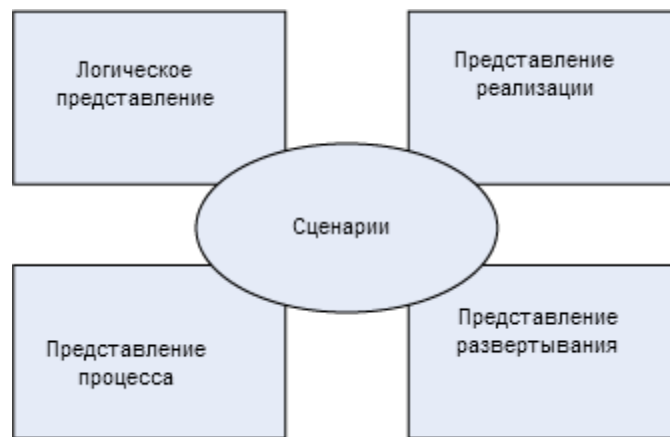 Логическое
представление
Представление
реализации
Сценарии
Представление
процесса
Представление
развертывания